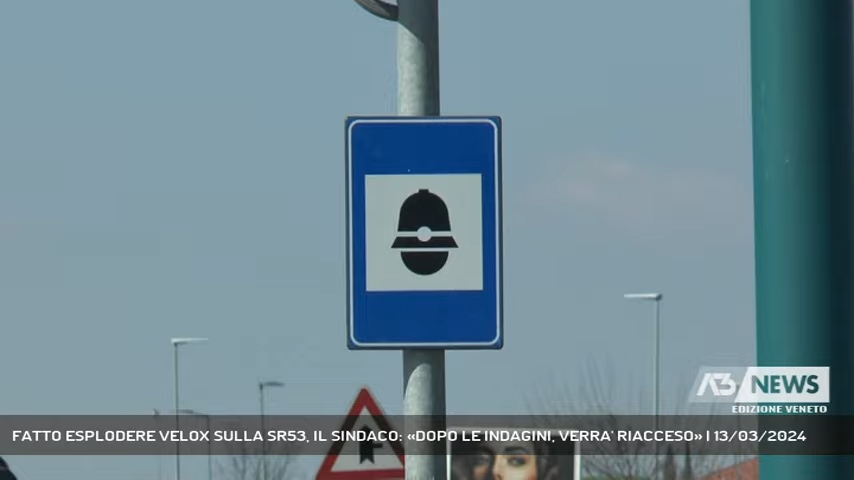 A3 NEWS
EDIZIONE VENETO
FATTO ESPLODERE VELOX SULLA SR53, IL SINDACO: «DOPO LE INDAGINI, VERRA' RIACCESO» | 13/03/2024